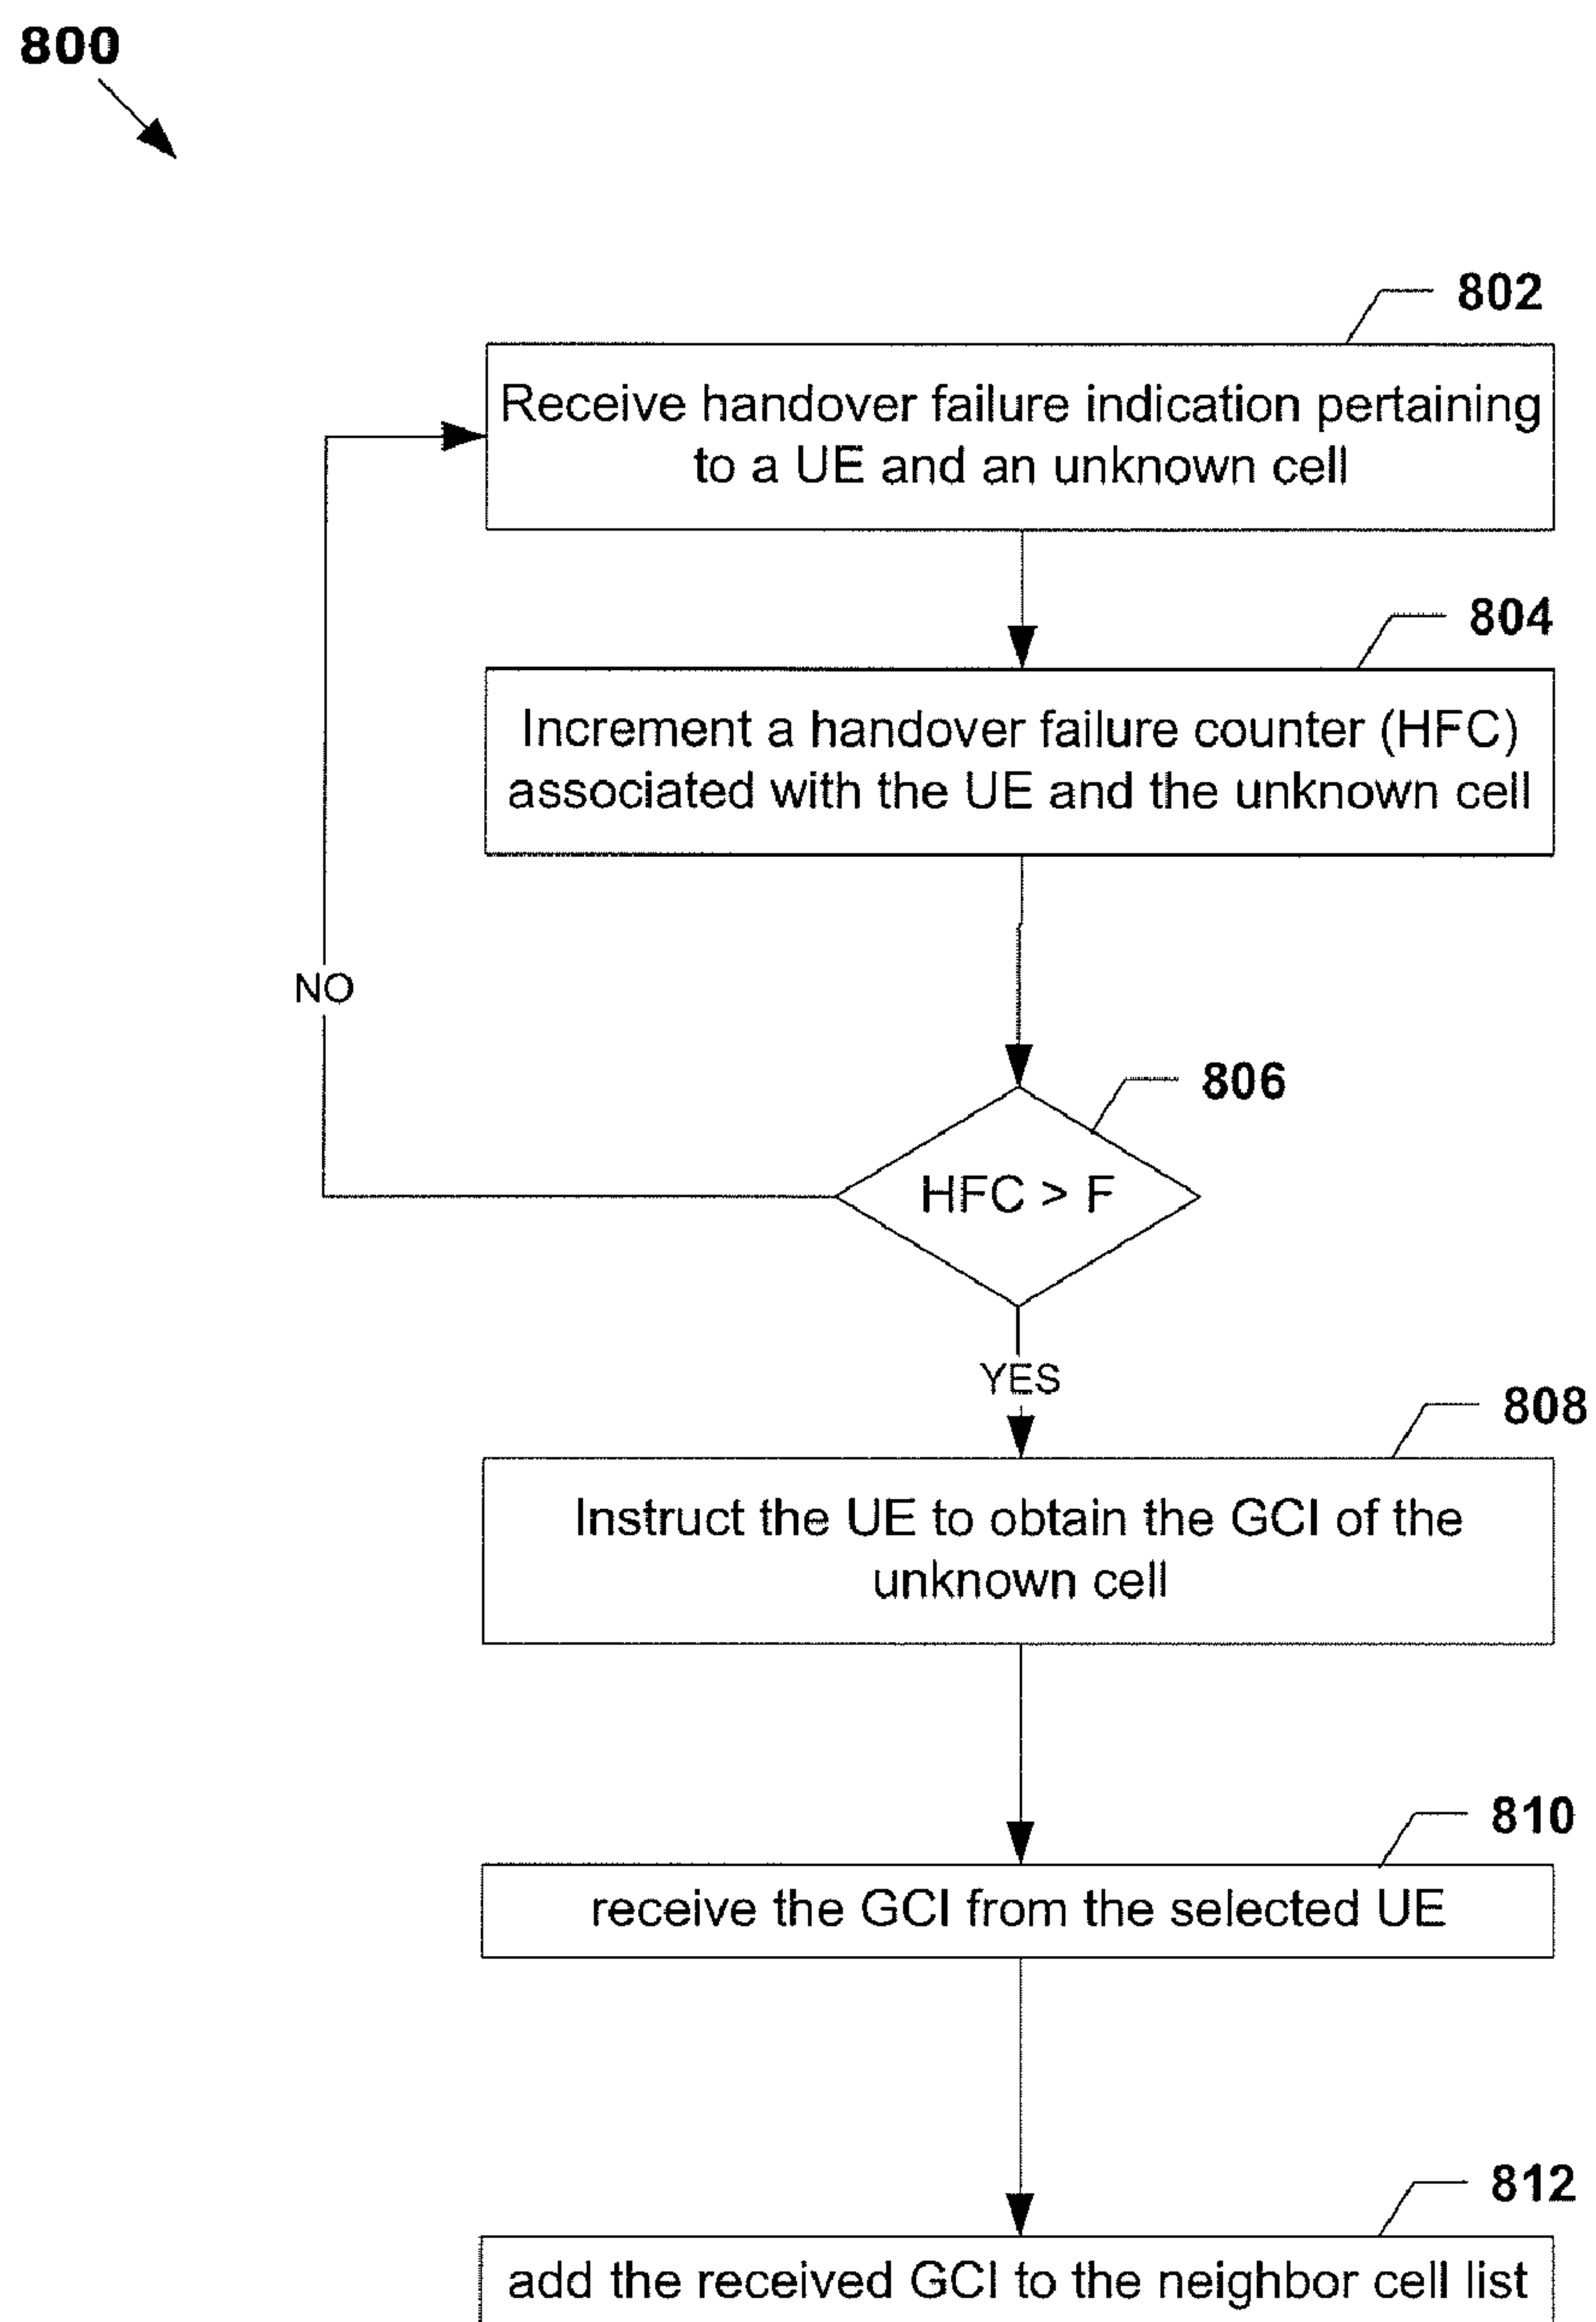 800
802
Receive handover failure indication pertaining
to a UE and an unknown cell
804
Increment a handover failure counter (HFC)
associated with the UE and the unknown cell
NO
806
HFC > F
YES
808
Instruct the UE to obtain the GCI of the
unknown cell
810
receive the GCI from the selected UE
812
add the received GCI to the neighbor cell list